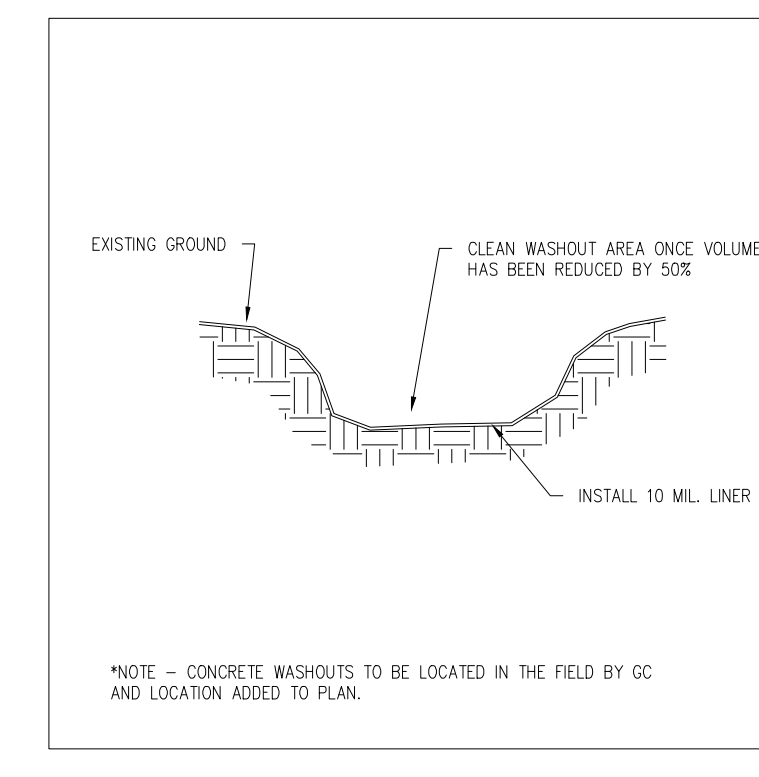 EXISTING GROUND
CLEAN WASHOUT AREA ONCE VOLUME
HAS BEEN REDUCED BY 50%
INSTALL 10 MIL. LINER
*NOTE – CONCRETE WASHOUTS TO BE LOCATED IN THE FIELD BY GC
AND LOCATION ADDED TO PLAN.